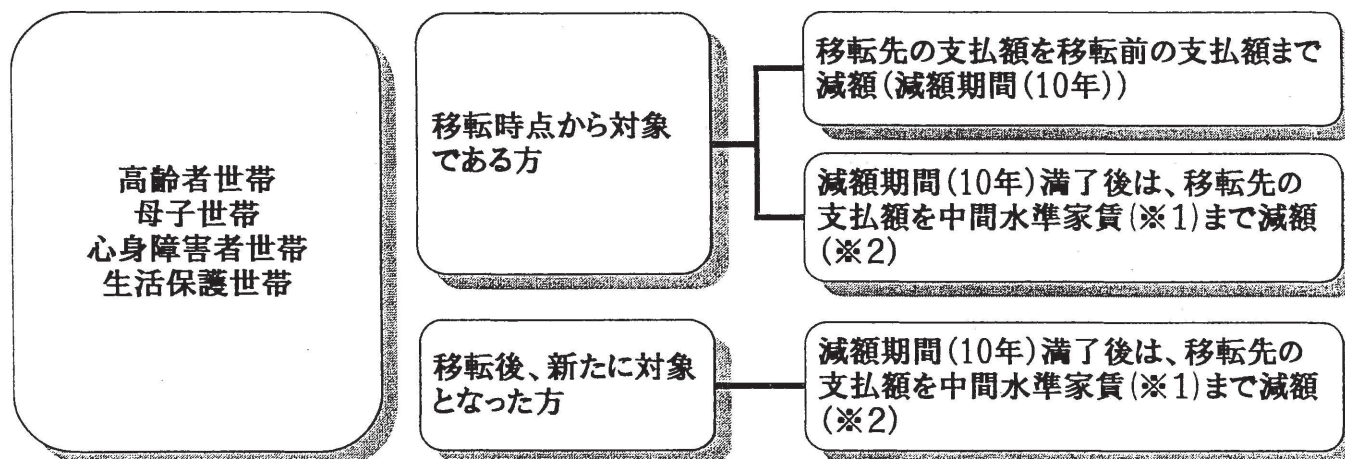 高齢者世帯
母子世帯
心身障害者世帯
生活保護世帯
移転時点から対象
である方
移転先の支払額を移転前の支払額まで
減額(減額期間(10年))
減額期間(10年)満了後は、移転先の
支払額を中間水準家賃(※1)まで減額
(※2)
移転後、新たに対象
となった方
減額期間(10年)満了後は、移転先の
支払額を中間水準家賃(※1)まで減額
(※2)